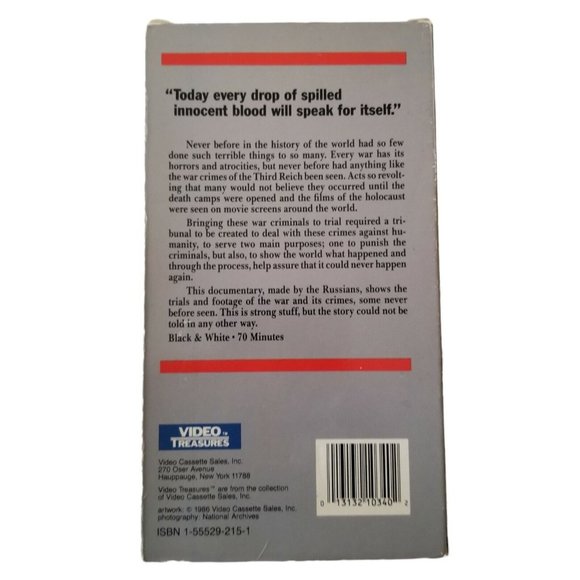 “Today every drop of spilled
innocent blood will speak for itself.”
Never before in the history of the world had so few
done such terrible things to so many. Every war has its
horrors and atrocities, but never before had anything like
the war crimes of the Third Reich been seen. Acts so revolt-
ing that many would not believe they occurred until the
death camps were opened and the films of the holocaust
were seen on movie screens around the world.
Bringing these war criminals to trial required a tri-
bunal to be created to deal with these crimes against hu-
manity, to serve two main purposes; one to punish the
criminals, but also, to show the world what happened and
through the process, help assure that it could never happen
again.
This documentary, made by the Russians, shows the
trials and footage of the war and its crimes, some never
before seen. This is strong stuff, but the story could not be
told in any other way.
Black & White • 70 Minutes
VIDEO™
TREASURES
Video Cassette Sales, Inc.
270 Oser Avenue
Hauppauge, New York 11788
Video Treasures™ are from the collection
of Video Cassette Sales, Inc.
artwork: © 1986 Video Cassette Sales, Inc.
photography: National Archives
ISBN 1-55529-215-1
0 13132 10340 2